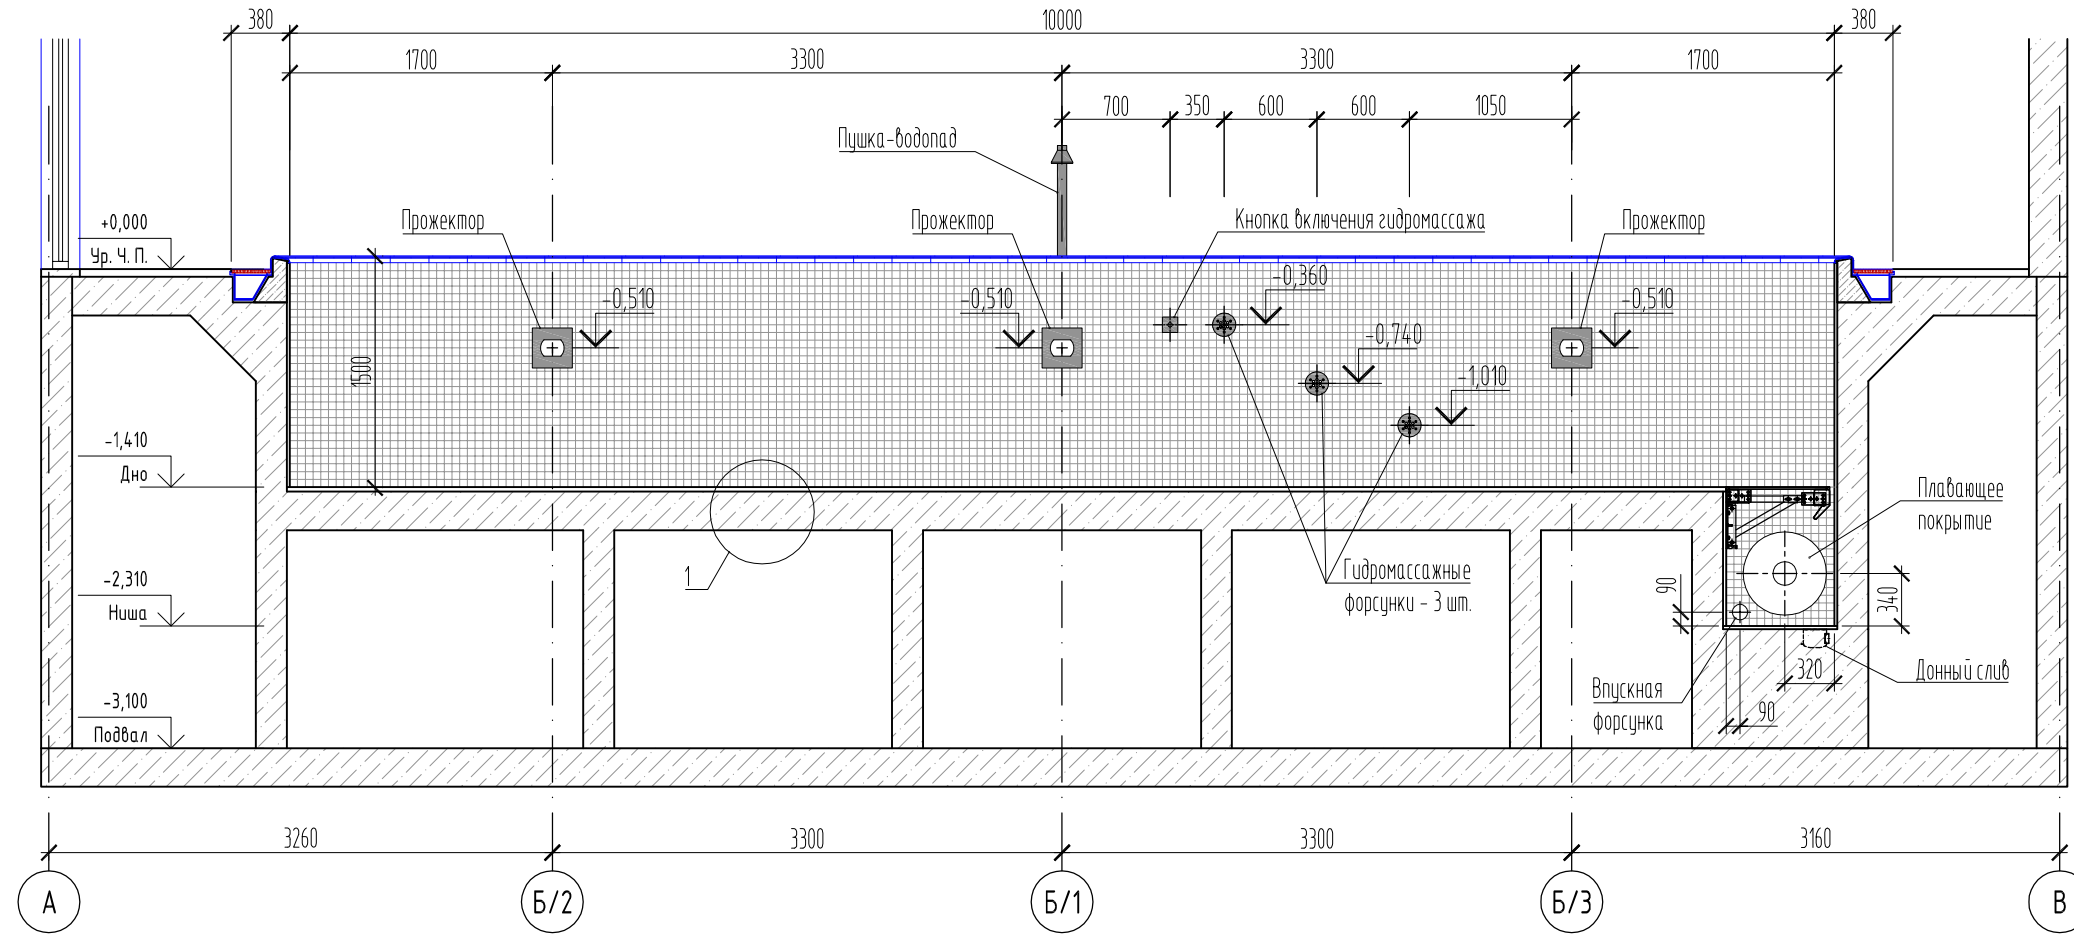 380
10000
380
1700
3300
3300
1700
700
350
600
600
1050
Пушка-водопад
+0,000
Ур. Ч. П.
Прожектор
Прожектор
Кнопка включения гидромассажа
Прожектор
-0,510
-0,510
-0,360
-0,510
-0,740
-1,010
1500
-1,410
Дно
Плавающее
покрытие
1
Гидромассажные
форсунки - 3 шт.
-2,310
Ниша
90
340
320
Донный слив
Впускная
форсунка
90
-3,100
Подвал
3260
3300
3300
3160
А
Б/2
Б/1
Б/3
В